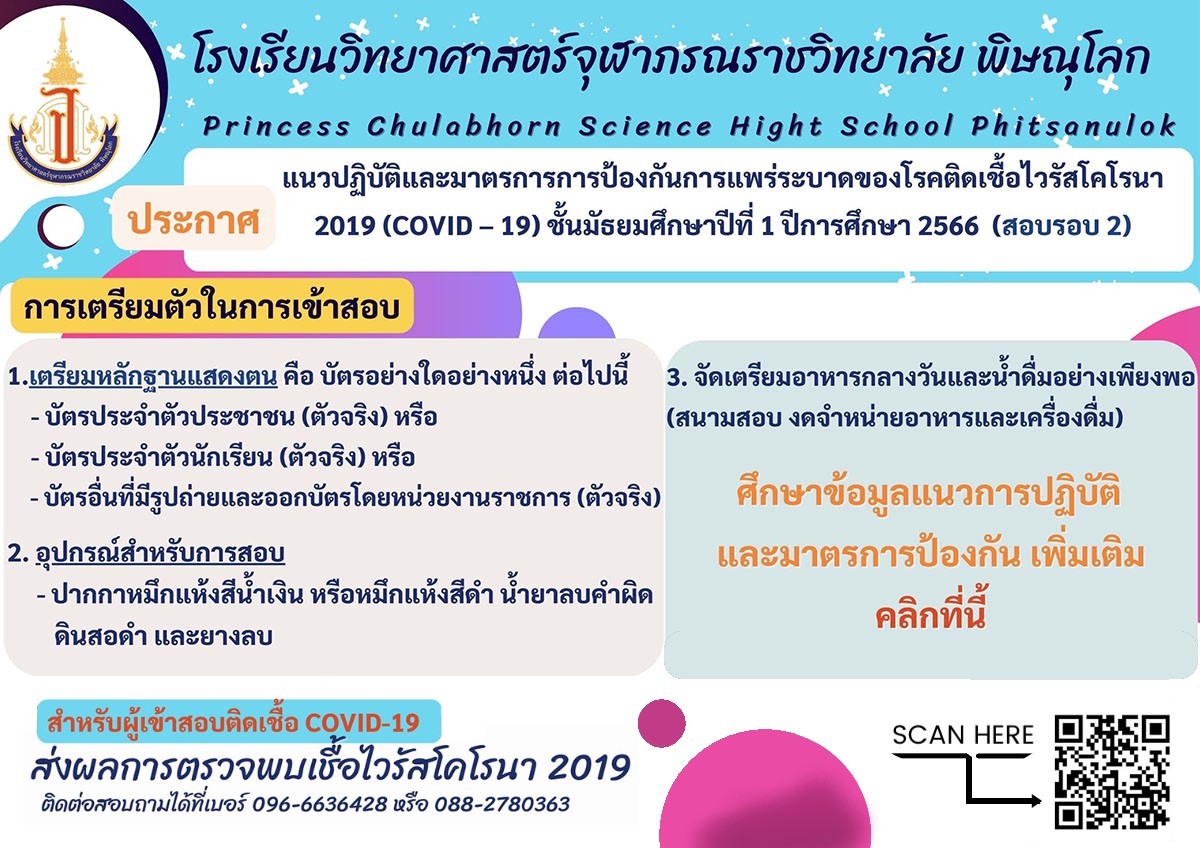 โรงเรียนวิทยาศาสตร์จุฬาภรณราชวิทยาลัย พิษณุโลก
Princess Chulabhorn Science Hight School Phitsanulok
ประกาศ
แนวปฏิบัติและมาตรการการป้องกันการแพร่ระบาดของโรคติดเชื้อไวรัสโคโรนา
2019 (COVID – 19) ชั้นมัธยมศึกษาปีที่ 1 ปีการศึกษา 2566 (สอบรอบ 2)
การเตรียมตัวในการเข้าสอบ
1.เตรียมหลักฐานแสดงตน คือ บัตรอย่างใดอย่างหนึ่ง ต่อไปนี้
- บัตรประจำตัวประชาชน (ตัวจริง) หรือ
- บัตรประจำตัวนักเรียน (ตัวจริง) หรือ
- บัตรอื่นที่มีรูปถ่ายและออกบัตรโดยหน่วยงานราชการ (ตัวจริง)
2. อุปกรณ์สำหรับการสอบ
- ปากกาหมึกแห้งสีน้ำเงิน หรือหมึกแห้งสีดำ น้ำยาลบคำผิด
ดินสอดำ และยางลบ
3. จัดเตรียมอาหารกลางวันและน้ำดื่มอย่างเพียงพอ
(สนามสอบ งดจำหน่ายอาหารและเครื่องดื่ม)
ศึกษาข้อมูลแนวการปฏิบัติ
และมาตรการป้องกัน เพิ่มเติม
คลิกที่นี้
สำหรับผู้เข้าสอบติดเชื้อ COVID-19
ส่งผลการตรวจพบเชื้อไวรัสโคโรนา 2019
ติดต่อสอบถามได้ที่เบอร์ 096-6636428 หรือ 088-2780363
SCAN HERE